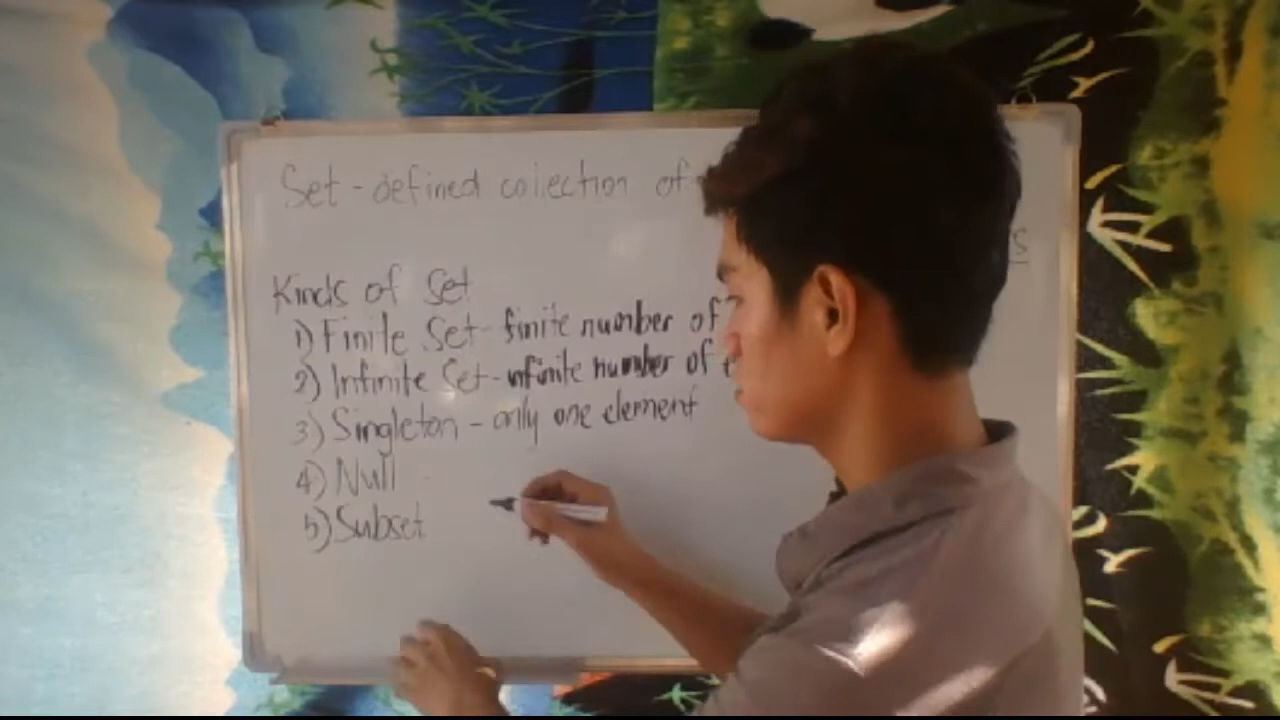 Set - defined collection of
s
Kinds of Set
1) Finite Set - finite number of
2) Infinite Set - infinite number of e
3) Singleton - only one element
4) Null
5) Subset